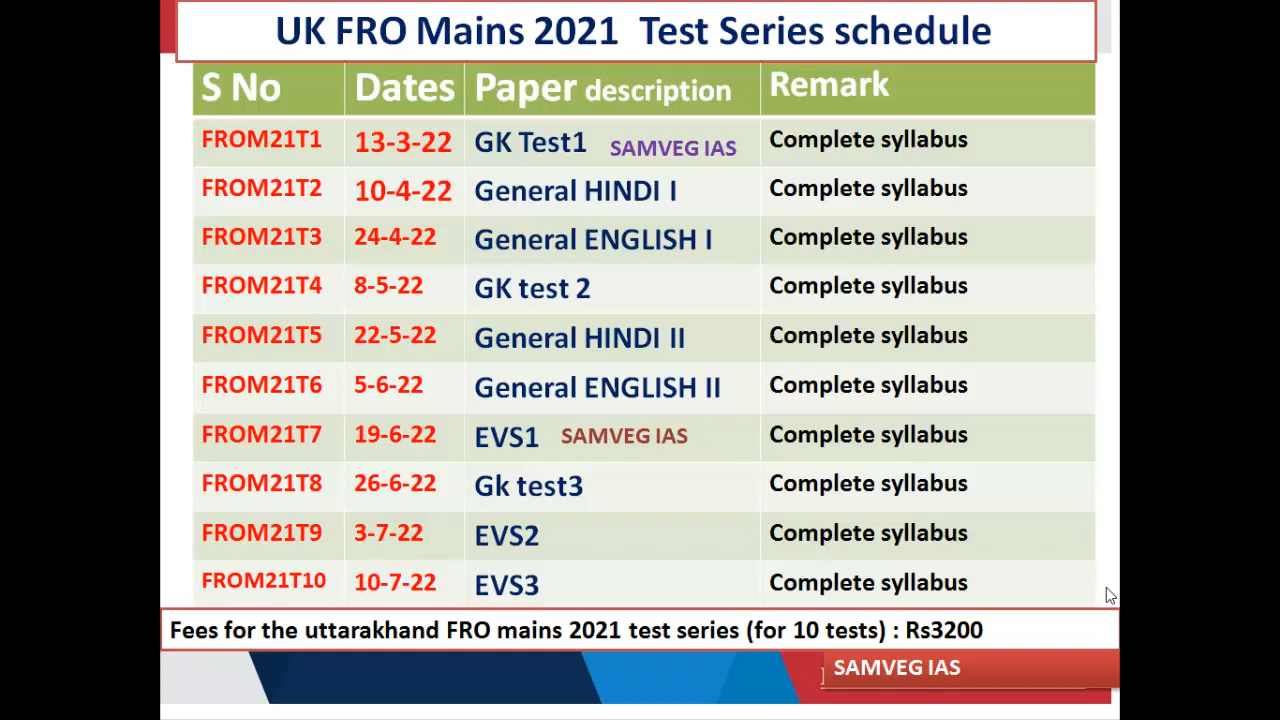 UK FRO Mains 2021 Test Series schedule
S No Dates Paper description Remark
FROM21T1 13-3-22 GK Test1 SAMVEG IAS Complete syllabus
FROM21T2 10-4-22 General HINDI I Complete syllabus
FROM21T3 24-4-22 General ENGLISH I Complete syllabus
FROM21T4 8-5-22 GK test 2 Complete syllabus
FROM21T5 22-5-22 General HINDI II Complete syllabus
FROM21T6 5-6-22 General ENGLISH II Complete syllabus
FROM21T7 19-6-22 EVS1 SAMVEG IAS Complete syllabus
FROM21T8 26-6-22 Gk test3 Complete syllabus
FROM21T9 3-7-22 EVS2 Complete syllabus
FROM21T10 10-7-22 EVS3 Complete syllabus
Fees for the uttarakhand FRO mains 2021 test series (for 10 tests) : Rs3200
SAMVEG IAS